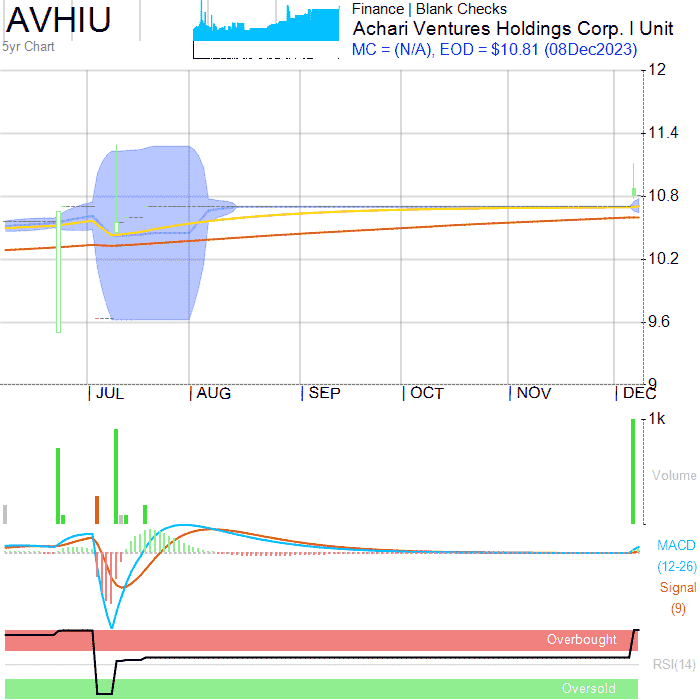 AVHIU
5yr Chart
Finance | Blank Checks
Achari Ventures Holdings Corp. I Unit
MC = (N/A), EOD = $10.81 (08Dec2023)
12
11.4
10.8
10.2
9.6
9
JUL AUG SEP OCT NOV DEC
1k
Volume
MACD
(12-26)
Signal
(9)
Overbought
RSI(14)
Oversold